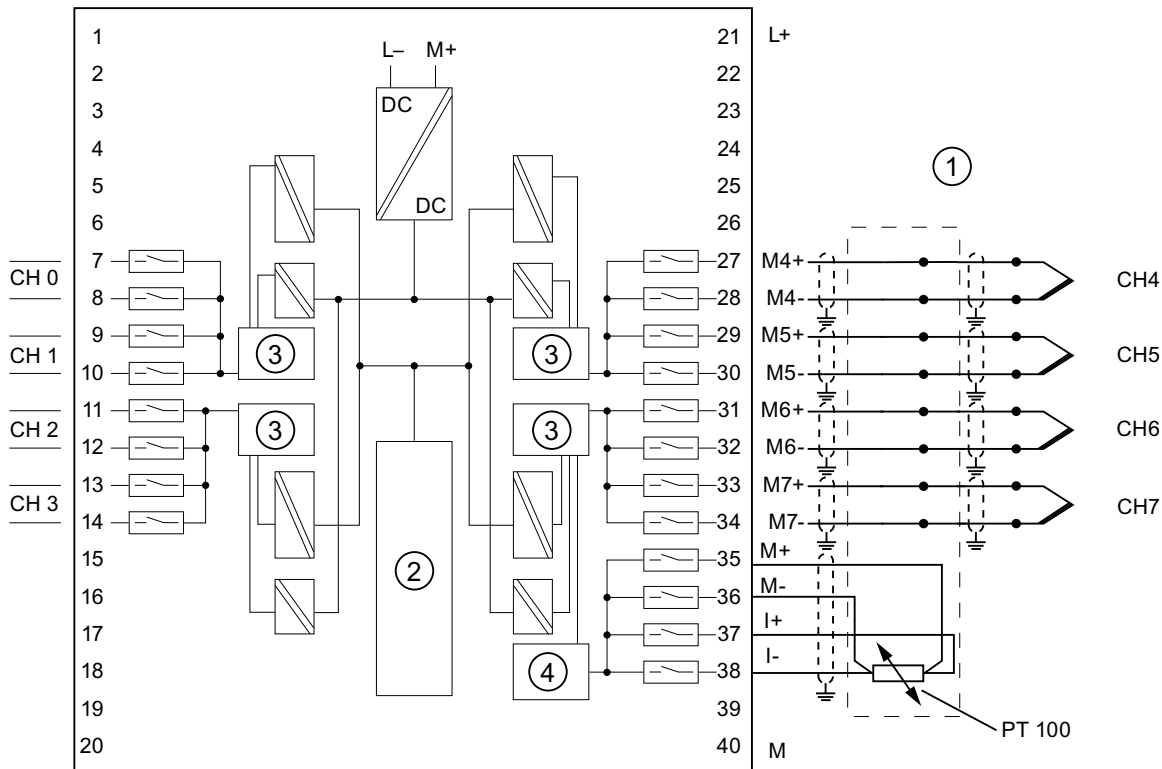 1
2
3
4
5
6
7
8
9
10
11
12
13
14
15
16
17
18
19
20
CH 0
CH 1
CH 2
CH 3
L– M+
DC
DC
3
3
3
3
2
4
21
22
23
24
25
26
27
28
29
30
31
32
33
34
35
36
37
38
39
40
L+
1
M4+
M4-
M5+
M5-
M6+
M6-
M7+
M7-
M+
M-
I+
I-
M
CH4
CH5
CH6
CH7
PT 100